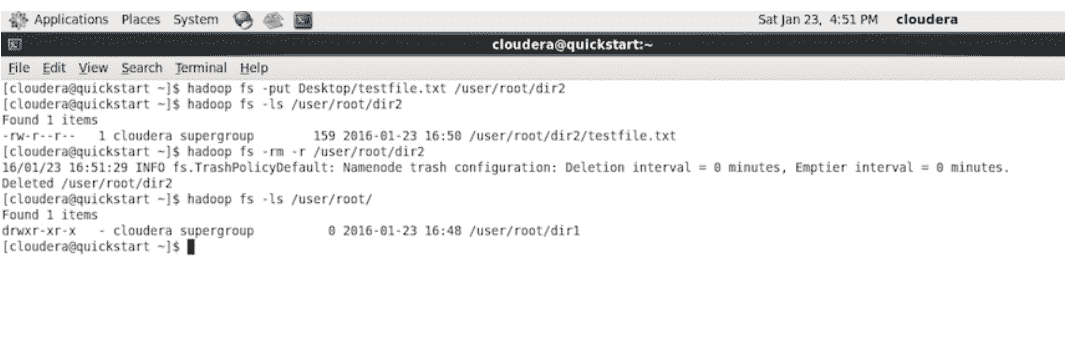 Applications Places System Sat Jan 23, 4:51 PM cloudera
cloudera@quickstart:~
File Edit View Search Terminal Help
[cloudera@quickstart ~]$ hadoop fs -put Desktop/testfile.txt /user/root/dir2
[cloudera@quickstart ~]$ hadoop fs -ls /user/root/dir2
Found 1 items
-rw-r--r--   1 cloudera supergroup        159 2016-01-23 16:50 /user/root/dir2/testfile.txt
[cloudera@quickstart ~]$ hadoop fs -rm -r /user/root/dir2
16/01/23 16:51:29 INFO fs.TrashPolicyDefault: Namenode trash configuration: Deletion interval = 0 minutes, Emptier interval = 0 minutes.
Deleted /user/root/dir2
[cloudera@quickstart ~]$ hadoop fs -ls /user/root/
Found 1 items
drwxr-xr-x   - cloudera supergroup          0 2016-01-23 16:48 /user/root/dir1
[cloudera@quickstart ~]$